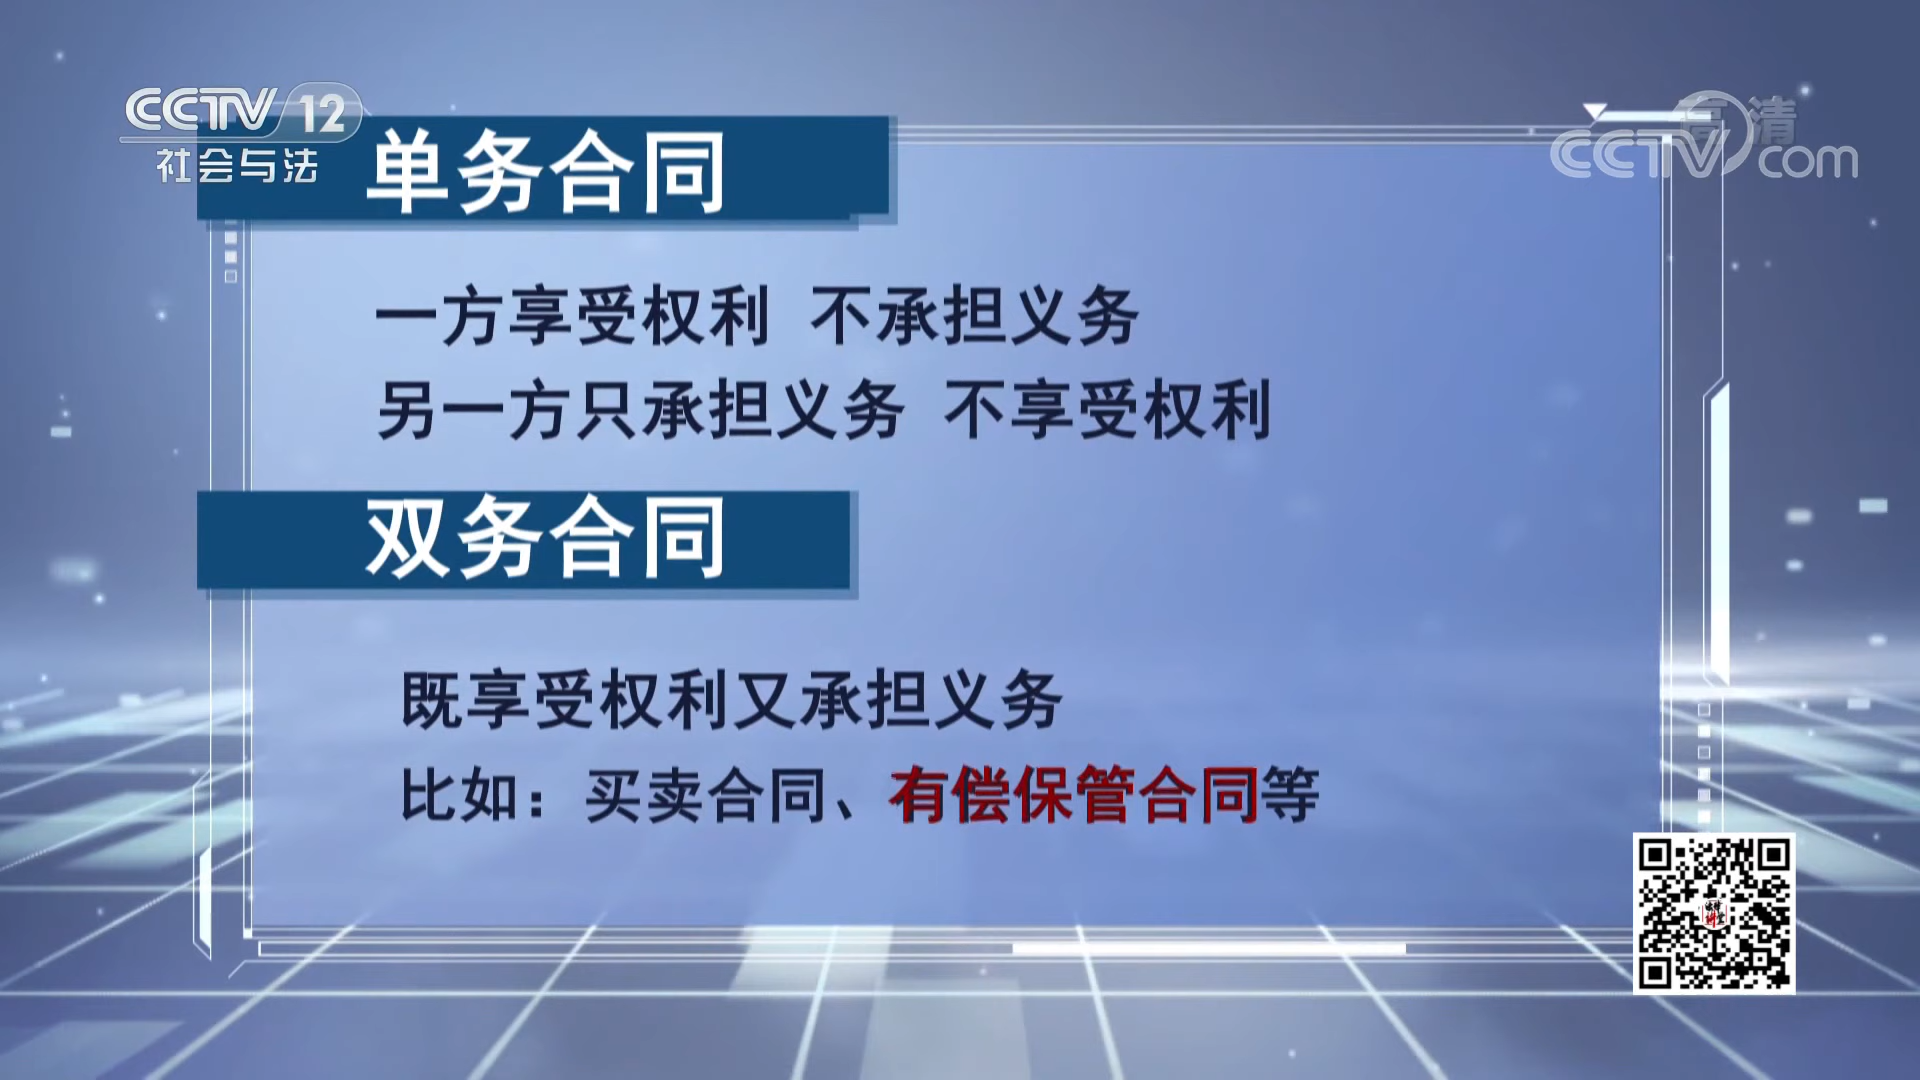 CCTV 12
社会与法
高清
CCTV com
单务合同
一方享受权利 不承担义务
另一方只承担义务 不享受权利
双务合同
既享受权利又承担义务
比如：买卖合同、有偿保管合同等